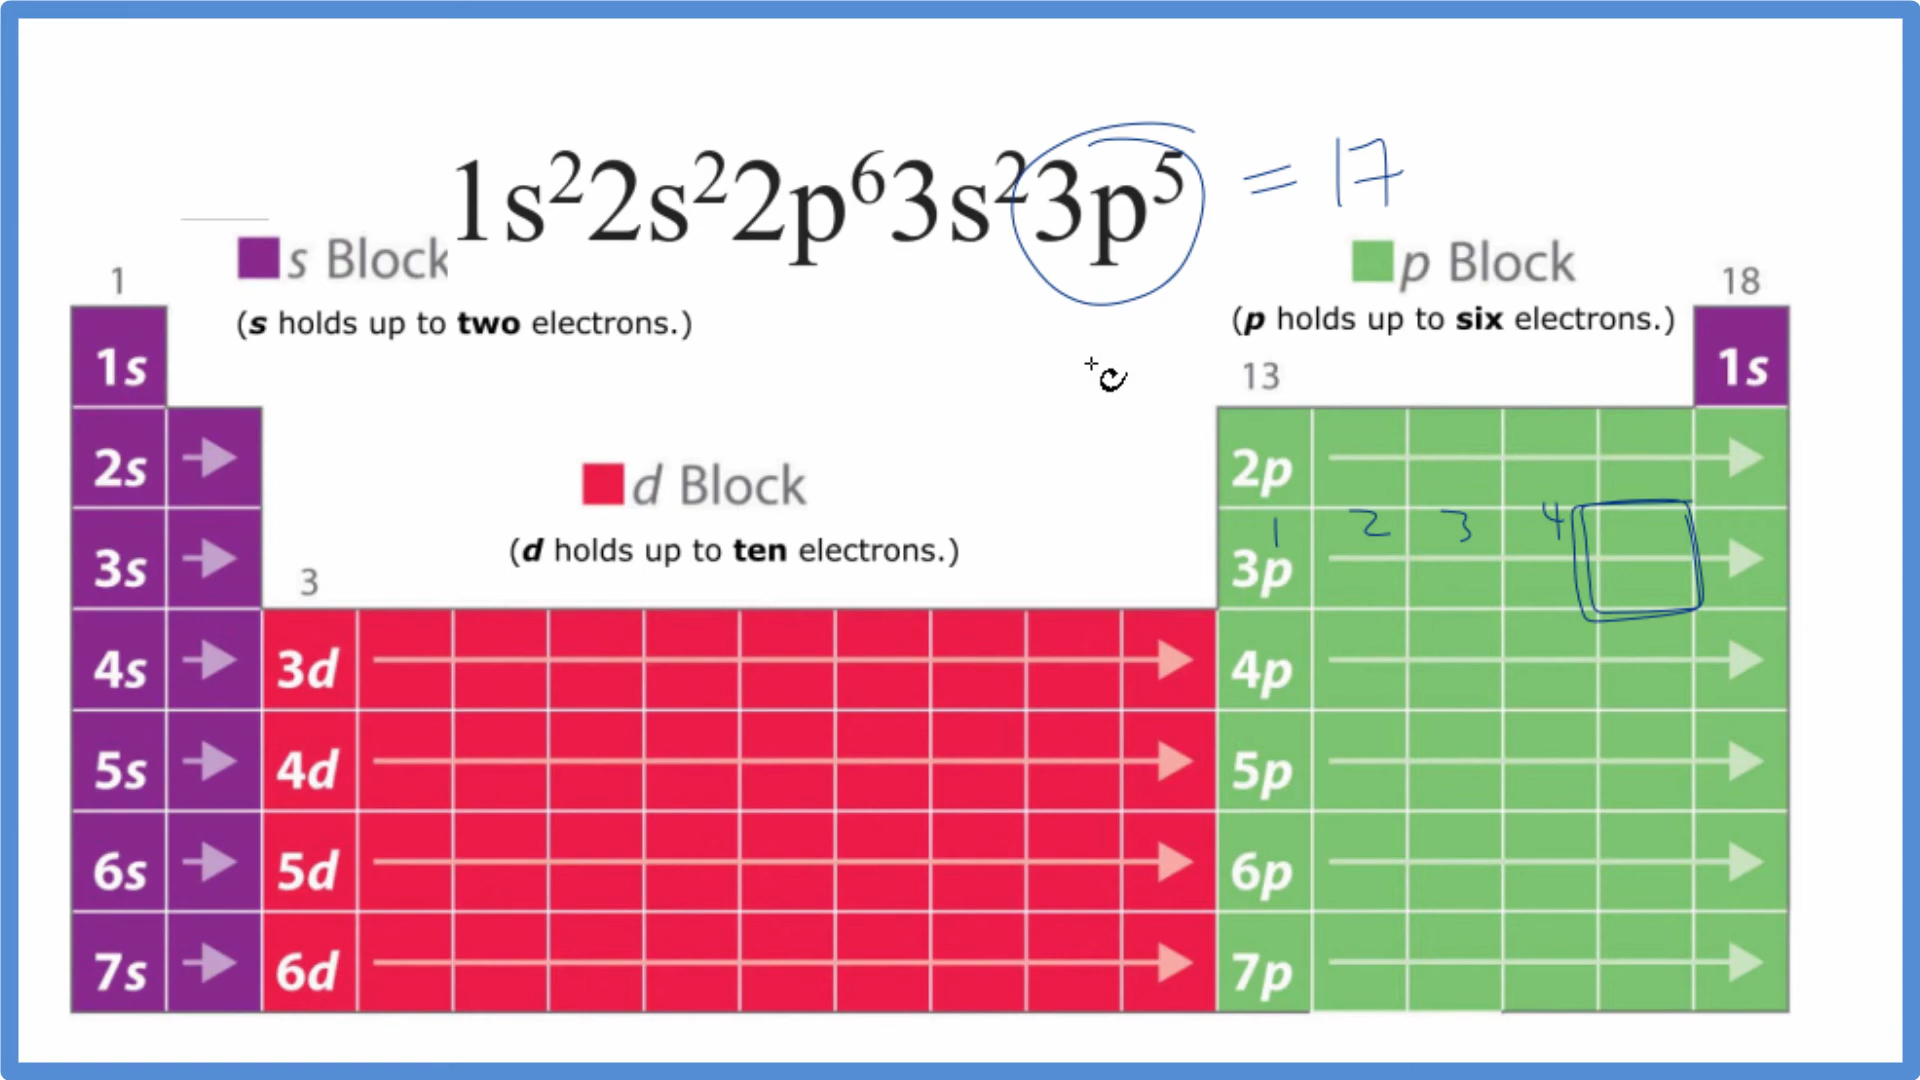 1s²2s²2p⁶3s²3p⁵ = 17
s Block
p Block
1
18
(s holds up to two electrons.)
(p holds up to six electrons.)
1s
1s
13
2s
2p
d Block
(d holds up to ten electrons.)
1 2 3 4
3s
3p
3
4s 3d 4p
5s 4d 5p
6s 5d 6p
7s 6d 7p